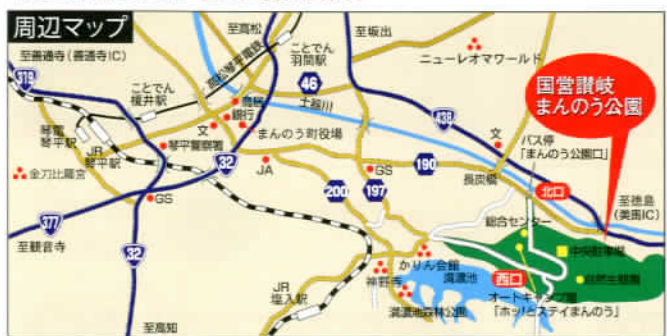 周辺マップ
至善通寺(善通寺IC)
至高松
至坂出
319
高松琴平電鉄
ことでん
羽間駅
ニューレオマワールド
国営讃岐
まんのう公園
46
ことでん
榎井駅
土器川
438
銀行
文
まんのう町役場
文
バス停
「まんのう公園口」
琴電
琴平駅
JR
琴平駅
琴平警察署
32
JA
GS
190
長炭橋
北口
金刀比羅宮
200
197
至徳島
(美馬IC)
GS
377
総合センター
至観音寺
32
かりん会館
中央駐車場
神野寺
満濃池
西口
自然生態園
JR
塩入駅
オートキャンプ場
「ホッ!とステイまんのう」
満濃池森林公園
至高知